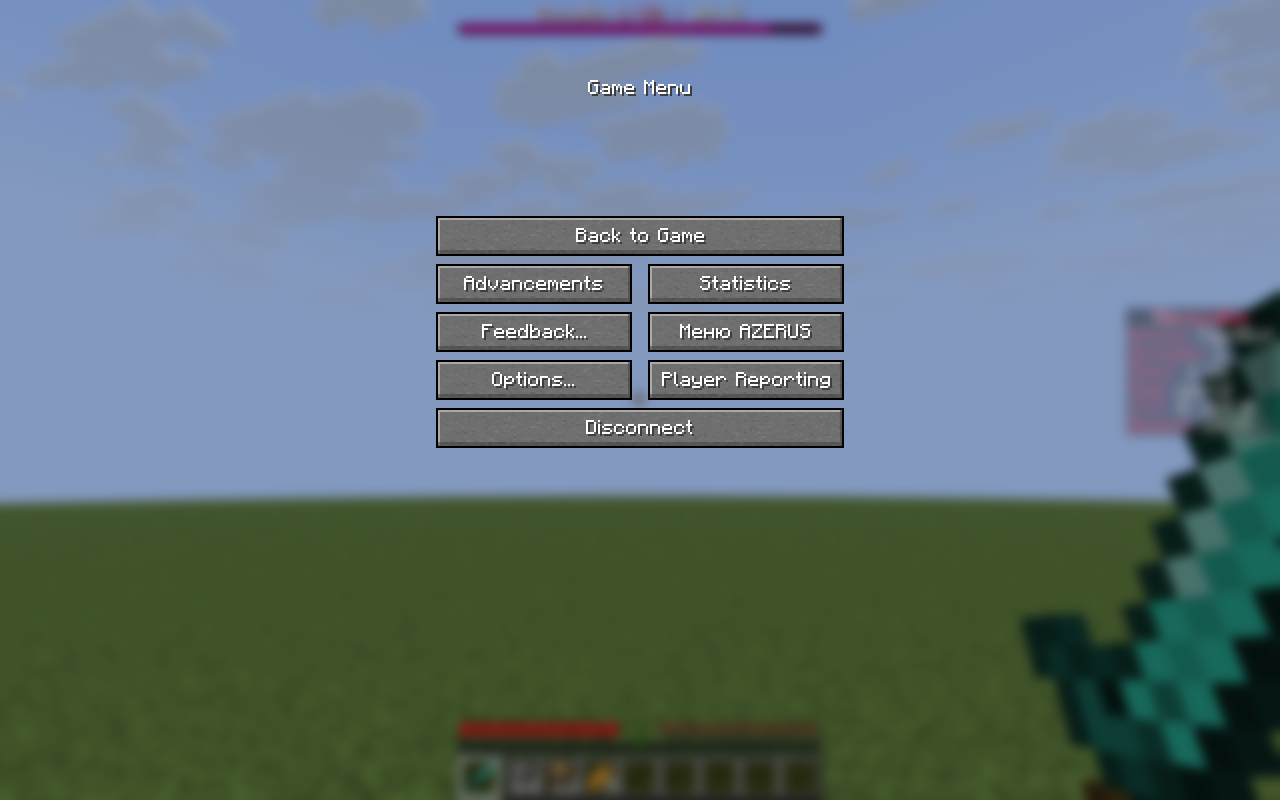 Game Menu
Back to Game
Advancements
Statistics
Feedback...
Меню AZERUS
Options...
Player Reporting
Disconnect